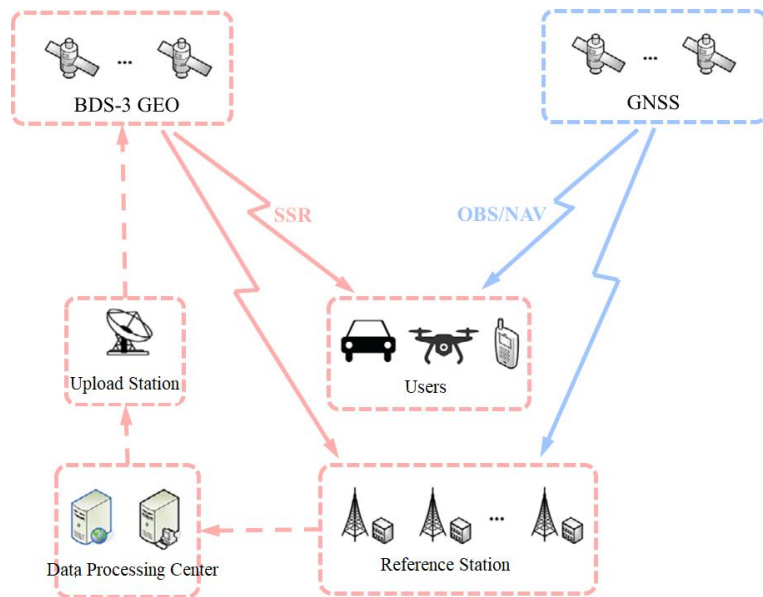 BDS-3 GEO
GNSS
SSR
OBS/NAV
Upload Station
Users
Data Processing Center
Reference Station